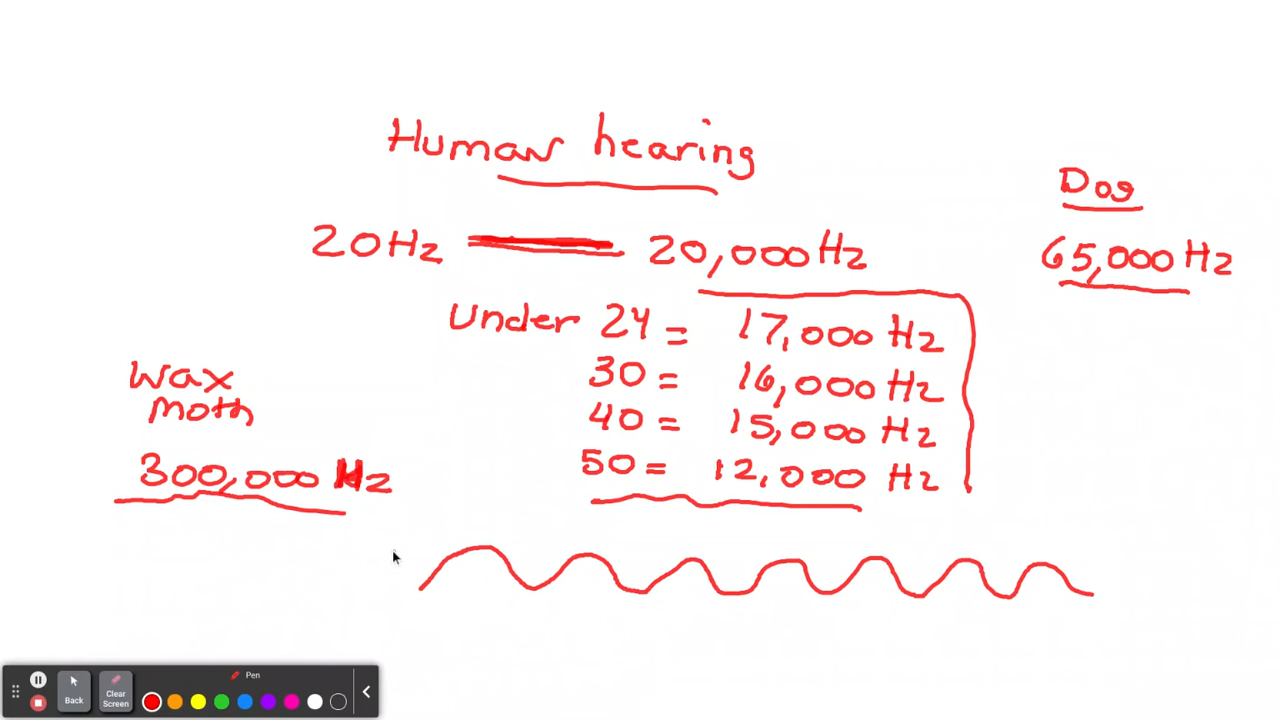 Human hearing
Dog
20Hz 20,000Hz
65,000Hz
Under 24 = 17,000 Hz
30 = 16,000 Hz
40 = 15,000 Hz
50 = 12,000 Hz
Wax
Moth
300,000 Hz
Pen
Back
Clear
Screen